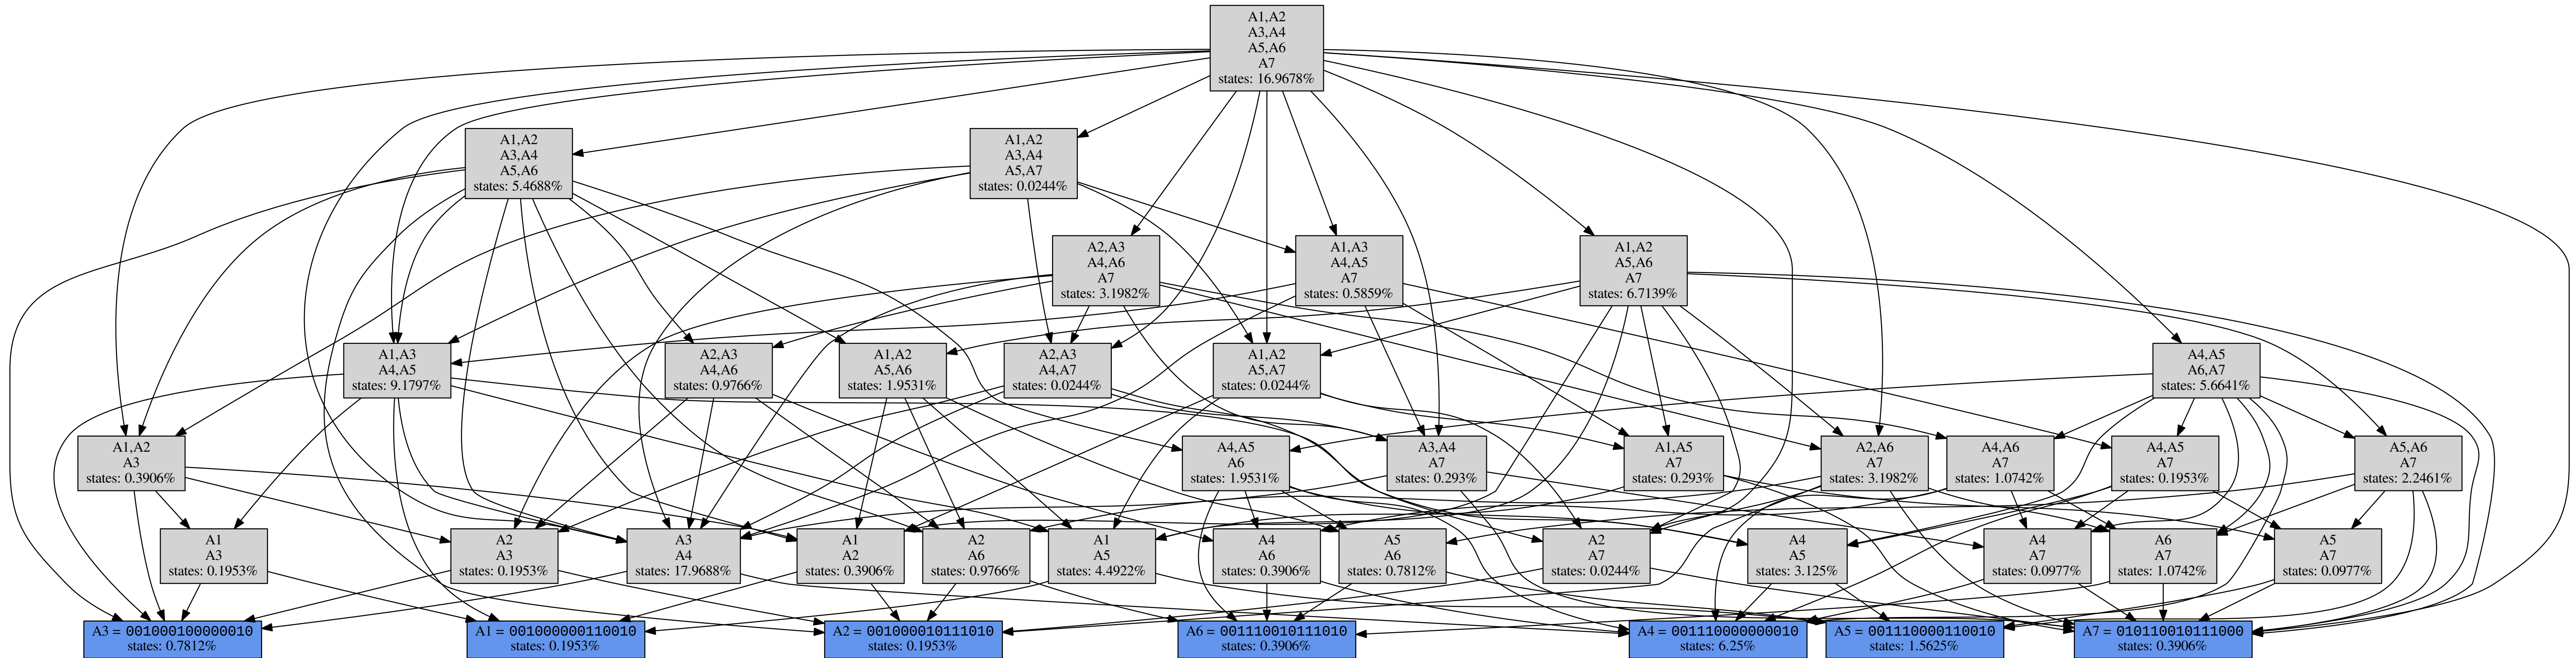 A1,A2
A3,A4
A5,A6
A7
states: 16.9678%
A1,A2
A3,A4
A5,A6
states: 5.4688%
A1,A2
A3,A4
A5,A7
states: 0.0244%
A2,A3
A4,A6
A7
states: 3.1982%
A1,A3
A4,A5
A7
states: 0.5859%
A1,A2
A5,A6
A7
states: 6.7139%
A1,A3
A4,A5
states: 9.1797%
A2,A3
A4,A6
states: 0.9766%
A1,A2
A5,A6
states: 1.9531%
A2,A3
A4,A7
states: 0.0244%
A1,A2
A5,A7
states: 0.0244%
A4,A5
A6,A7
states: 5.6641%
A1,A2
A3
states: 0.3906%
A4,A5
A6
states: 1.9531%
A3,A4
A7
states: 0.293%
A1,A5
A7
states: 0.293%
A2,A6
A7
states: 3.1982%
A4,A6
A7
states: 1.0742%
A4,A5
A7
states: 0.1953%
A5,A6
A7
states: 2.2461%
A1
A3
states: 0.1953%
A2
A3
states: 0.1953%
A3
A4
states: 17.9688%
A1
A2
states: 0.3906%
A2
A6
states: 0.9766%
A1
A5
states: 4.4922%
A4
A6
states: 0.3906%
A5
A6
states: 0.7812%
A2
A7
states: 0.0244%
A4
A5
states: 3.125%
A4
A7
states: 0.0977%
A6
A7
states: 1.0742%
A5
A7
states: 0.0977%
A3 = 001000100000010
states: 0.7812%
A1 = 001000000110010
states: 0.1953%
A2 = 001000010111010
states: 0.1953%
A6 = 0011100101111010
states: 0.3906%
A4 = 001110000000010
states: 6.25%
A5 = 001110000110010
states: 1.5625%
A7 = 010110010111000
states: 0.3906%